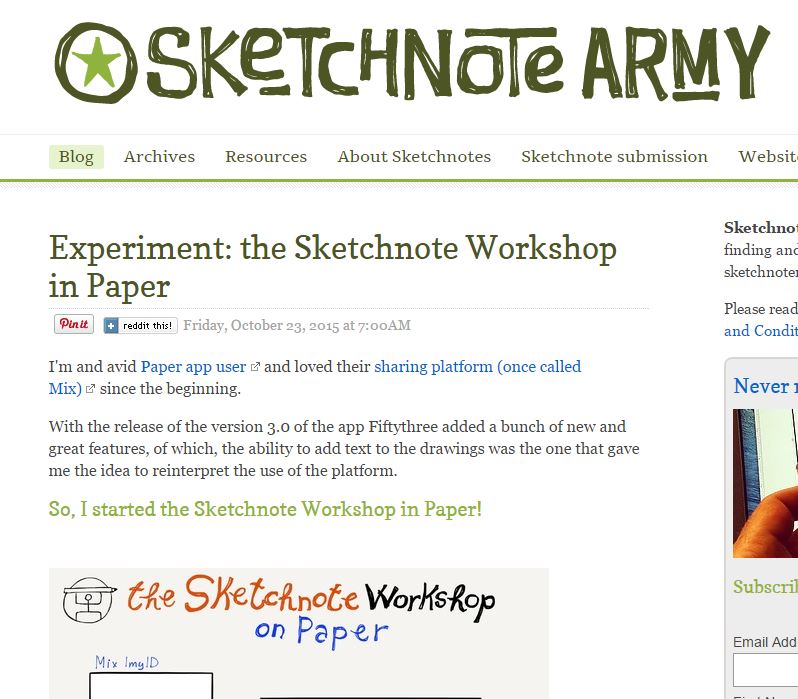 SKETCHNOTE ARMY
Blog Archives Resources About Sketchnotes Sketchnote submission
Experiment: the Sketchnote Workshop
in Paper
Pin it reddit this! Friday, October 23, 2015 at 7:00AM
I'm and avid Paper app user and loved their sharing platform (once called
Mix) since the beginning.
With the release of the version 3.0 of the app Fiftythree added a bunch of new and
great features, of which, the ability to add text to the drawings was the one that gave
me the idea to reinterpret the use of the platform.
So, I started the Sketchnote Workshop in Paper!
the Sketchnote Workshop
on Paper
Mix ImgID
finding and
Please read
and Condit
Never
Subscri
Email Add